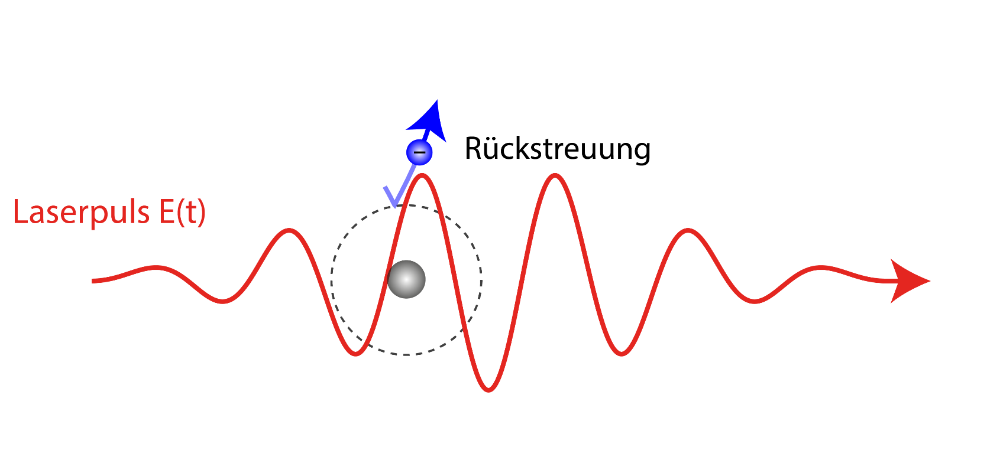 Rückstreuung
Laserpuls E(t)
−